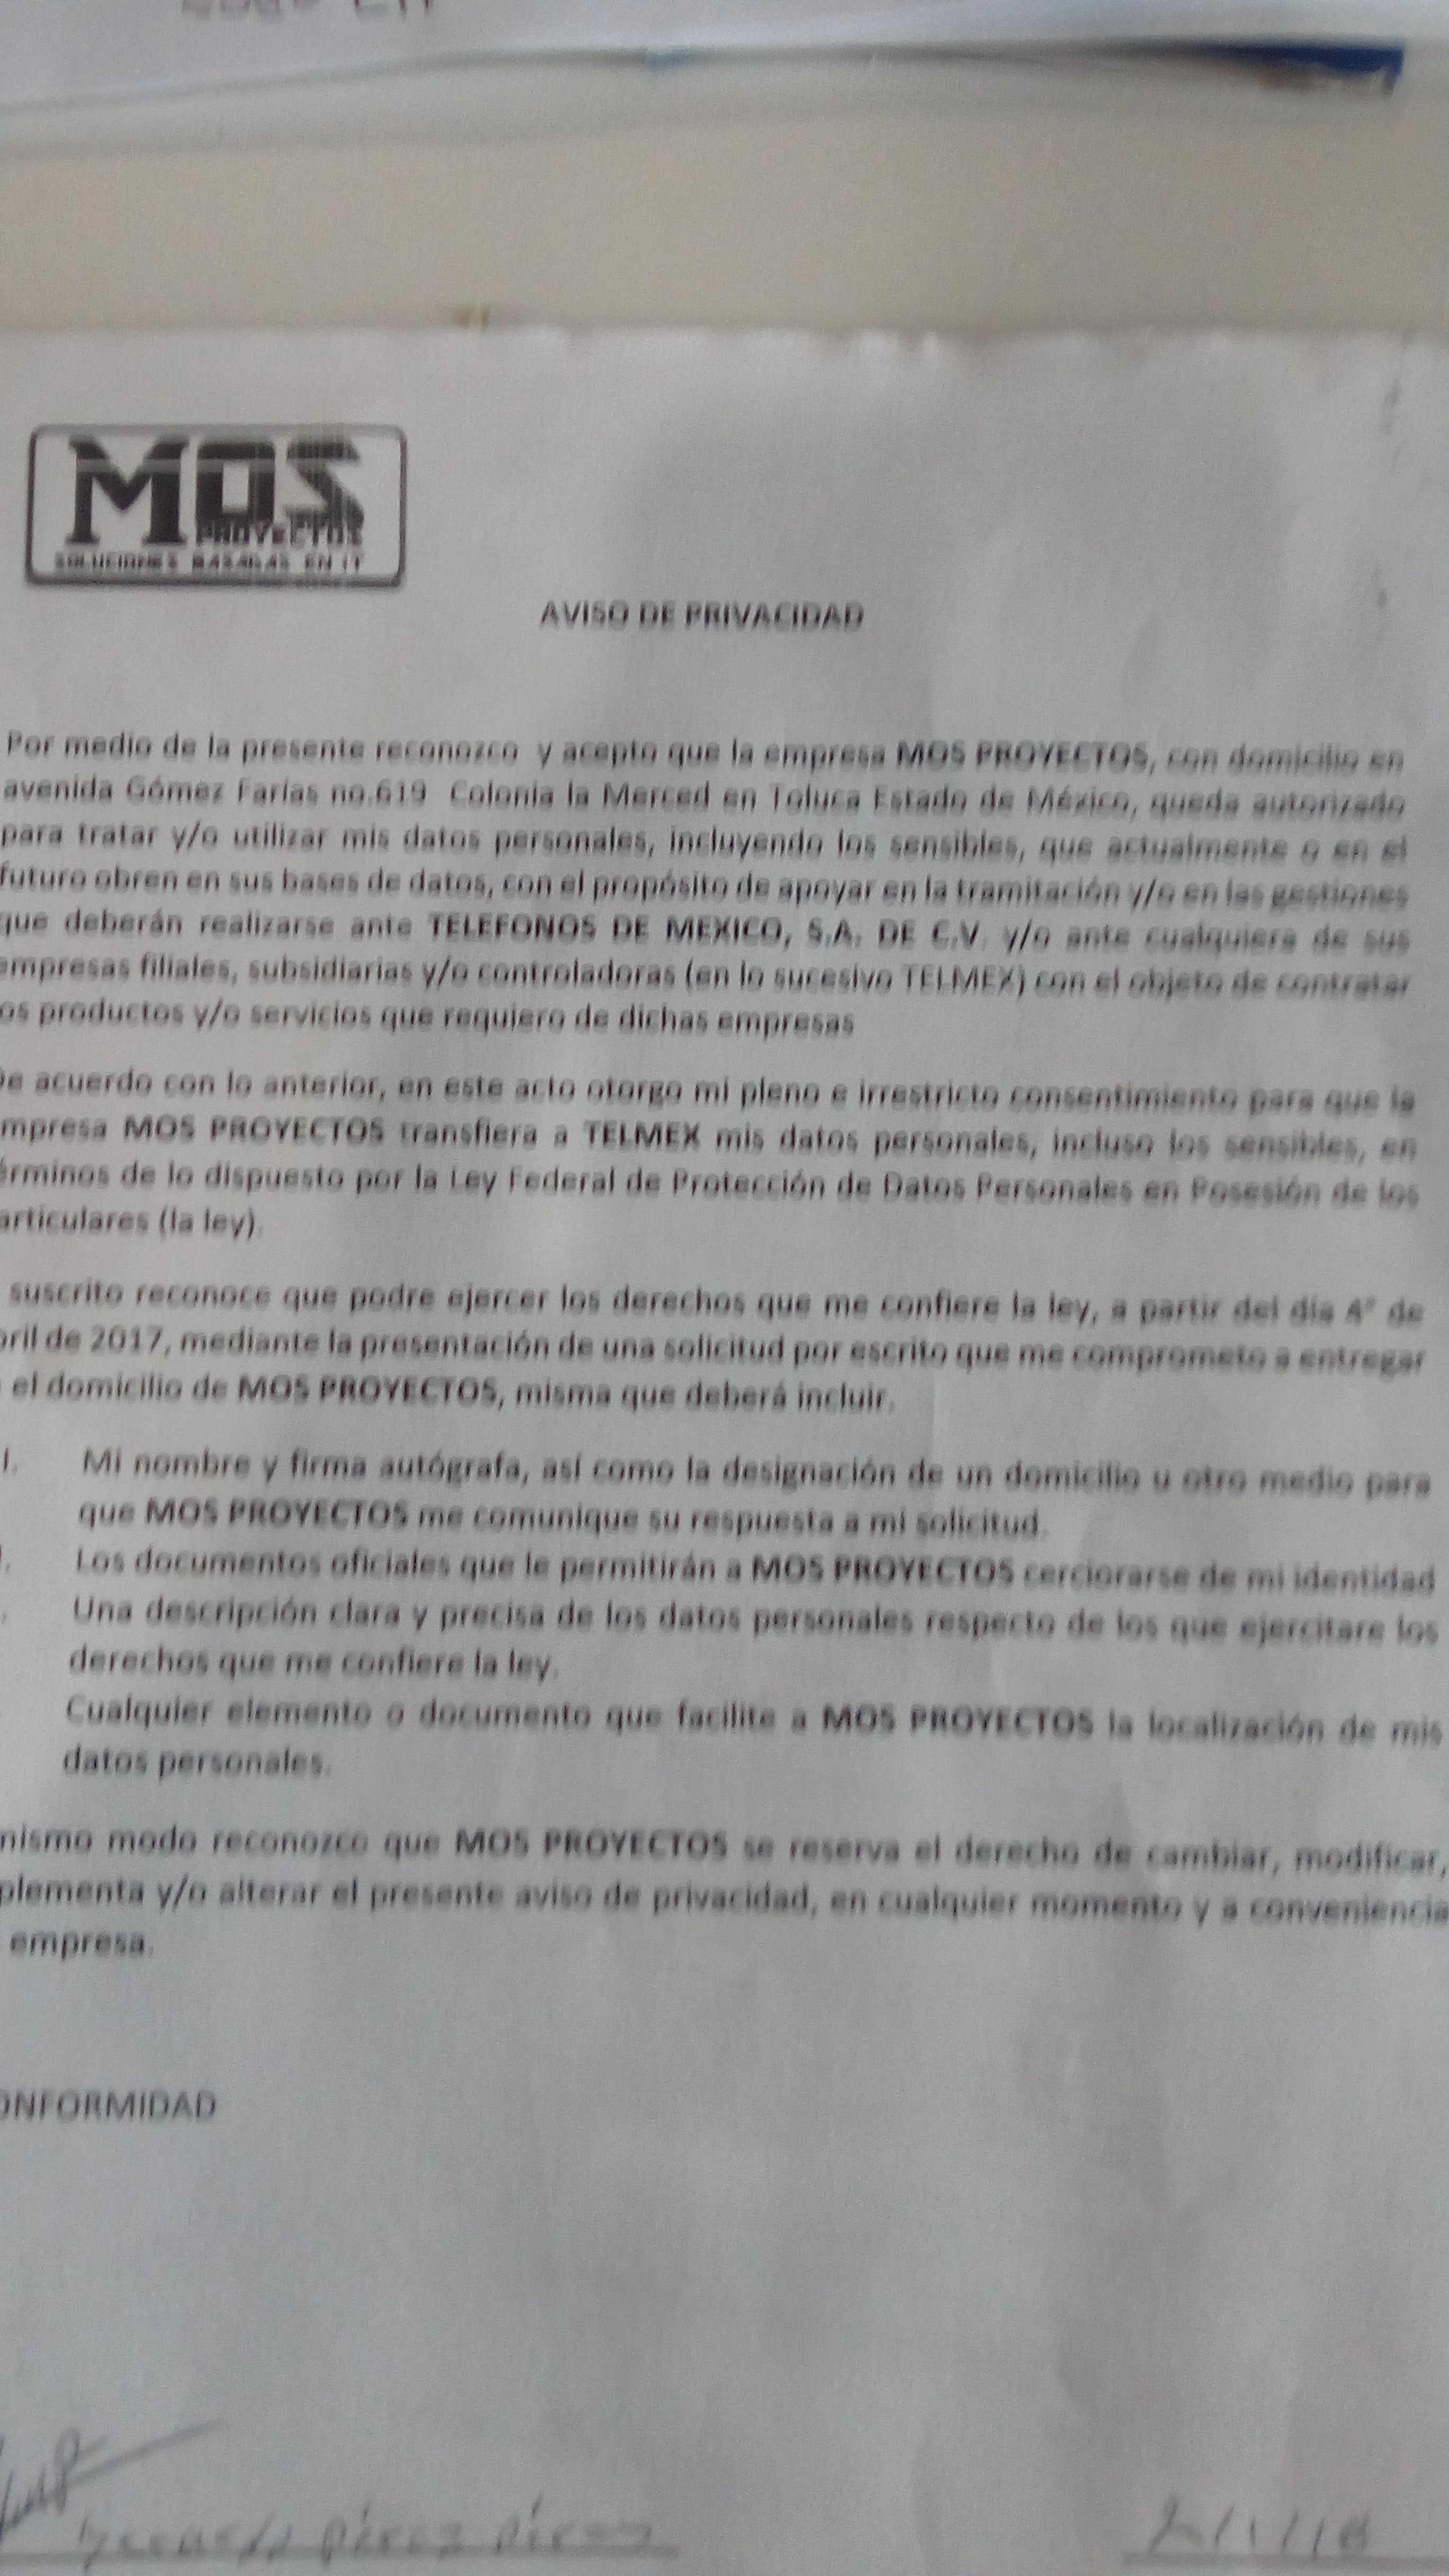 MOS
PROYECTOS
SOLUCIONES BASADAS EN IT
AVISO DE PRIVACIDAD
Por medio de la presente reconozco y acepto que la empresa MOS PROYECTOS, con domicilio en
avenida Gómez Farías no.619 Colonia la Merced en Toluca Estado de México, queda autorizado
para tratar y/o utilizar mis datos personales, incluyendo los sensibles, que actualmente o en el
futuro obren en sus bases de datos, con el propósito de apoyar en la tramitación y/o en las gestiones
que deberán realizarse ante TELEFONOS DE MEXICO, S.A. DE C.V. y/o ante cualquiera de sus
empresas filiales, subsidiarias y/o controladoras (en lo sucesivo TELMEX) con el objeto de contratar
os productos y/o servicios que requiero de dichas empresas
De acuerdo con lo anterior, en este acto otorgo mi pleno e irrestricto consentimiento para que la
mpresa MOS PROYECTOS transfiera a TELMEX mis datos personales, incluso los sensibles, en
érminos de lo dispuesto por la Ley Federal de Protección de Datos Personales en Posesión de los
articulares (la ley).
suscrito reconoce que podre ejercer los derechos que me confiere la ley, a partir del día 4° de
bril de 2017, mediante la presentación de una solicitud por escrito que me comprometo a entregar
el domicilio de MOS PROYECTOS, misma que deberá incluir.
I. Mi nombre y firma autógrafa, así como la designación de un domicilio u otro medio para
que MOS PROYECTOS me comunique su respuesta a mi solicitud.
Los documentos oficiales que le permitirán a MOS PROYECTOS cerciorarse de mi identidad
Una descripción clara y precisa de los datos personales respecto de los que ejercitare los
derechos que me confiere la ley.
Cualquier elemento o documento que facilite a MOS PROYECTOS la localización de mis
datos personales.
mismo modo reconozco que MOS PROYECTOS se reserva el derecho de cambiar, modificar,
plementa y/o alterar el presente aviso de privacidad, en cualquier momento y a conveniencia
empresa.
ONFORMIDAD
Pérez Pérez